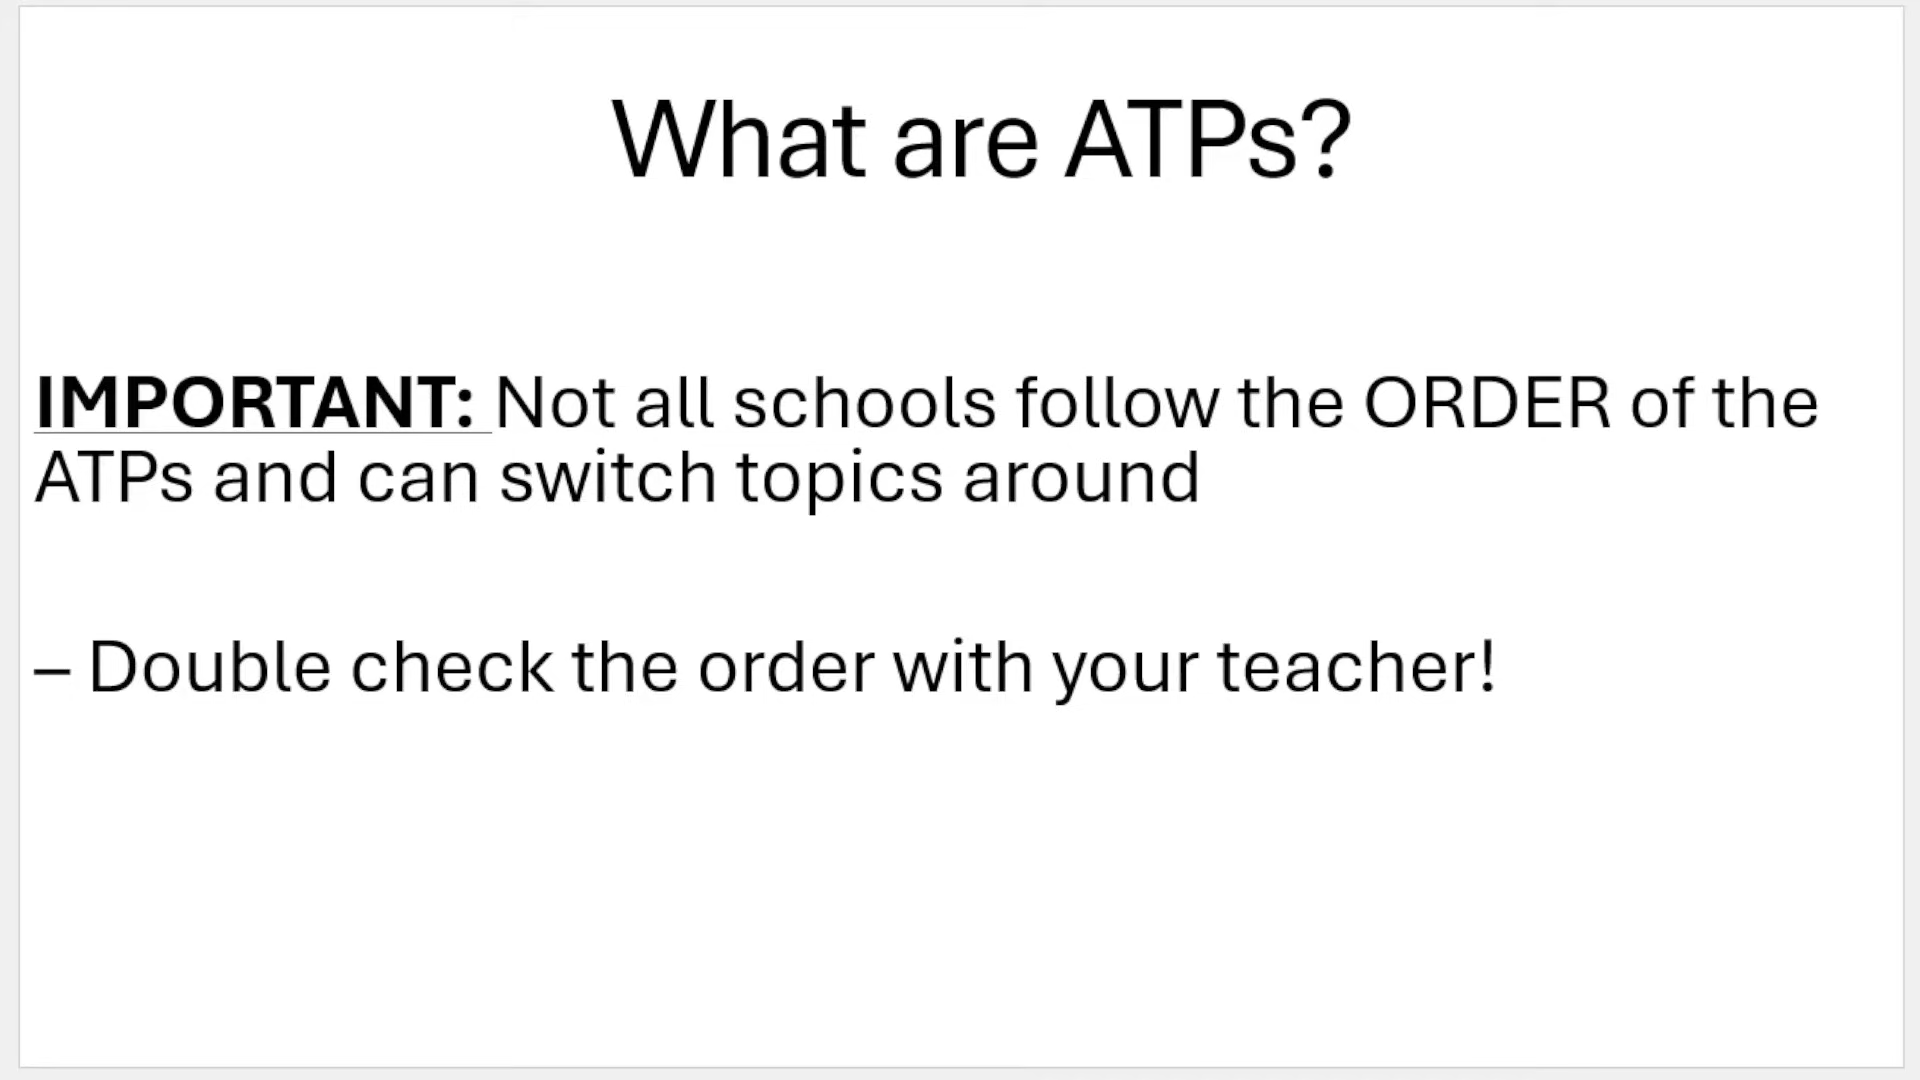 What are ATPs?
IMPORTANT: Not all schools follow the ORDER of the
ATPs and can switch topics around
– Double check the order with your teacher!